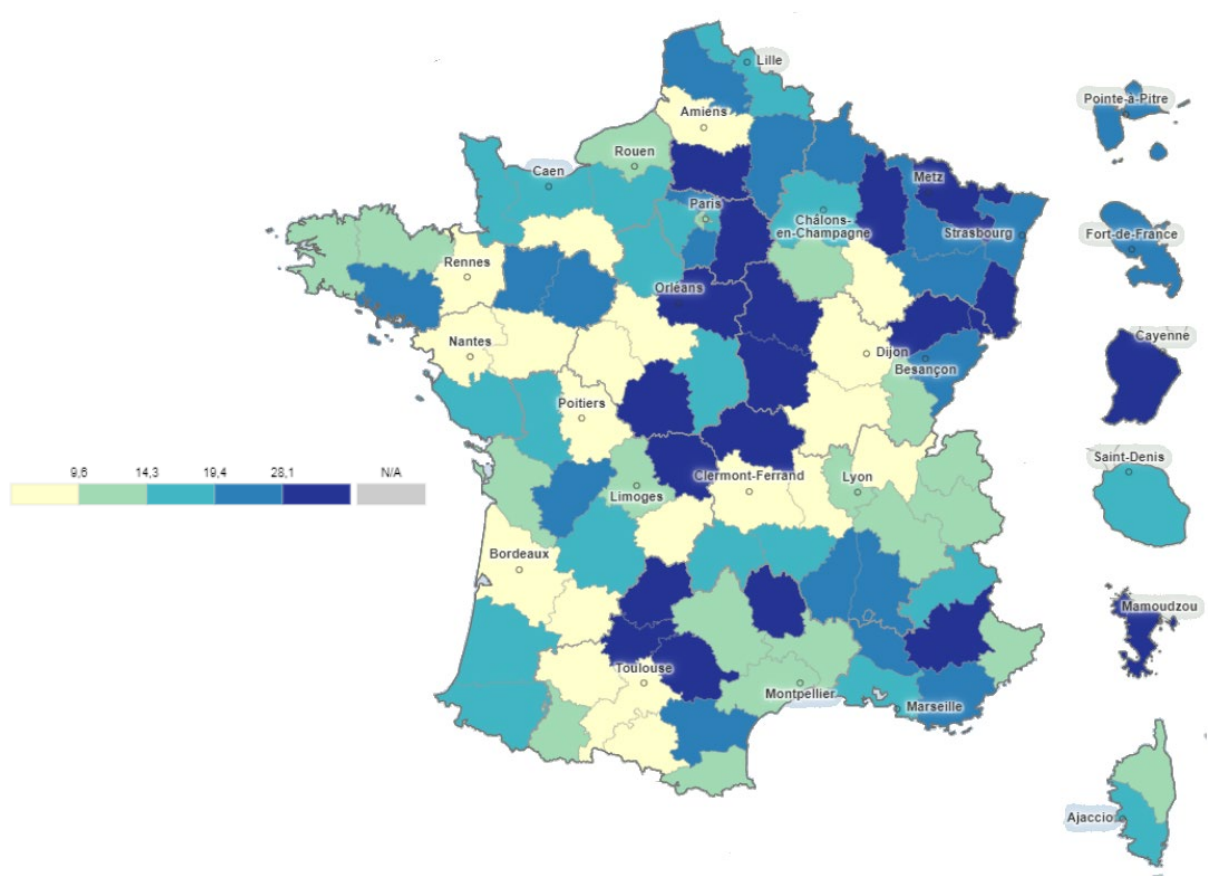 Lille
Pointe-à-Pitre
Amiens
Rouen
Caen
Metz
Paris
Châlons-
en-Champagne
Strasbourg
Fort-de-France
Rennes
Orléans
Cayenne
Nantes
Dijon
Besançon
Poitiers
Saint-Denis
9,6 14,3 19,4 28,1 N/A
Clermont-Ferrand
Lyon
Limoges
Bordeaux
Mamoudzou
Toulouse
Montpellier
Marseille
Ajaccio